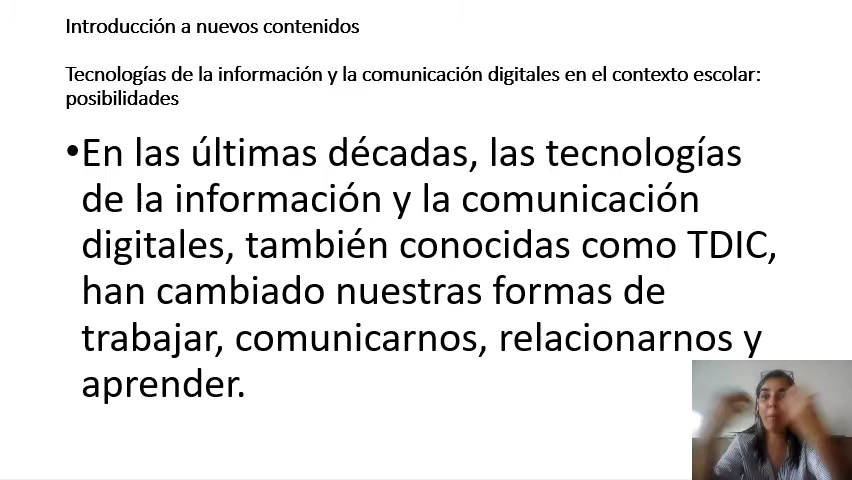 Introducción a nuevos contenidos
Tecnologías de la información y la comunicación digitales en el contexto escolar:
posibilidades
•En las últimas décadas, las tecnologías
de la información y la comunicación
digitales, también conocidas como TDIC,
han cambiado nuestras formas de
trabajar, comunicarnos, relacionarnos y
aprender.